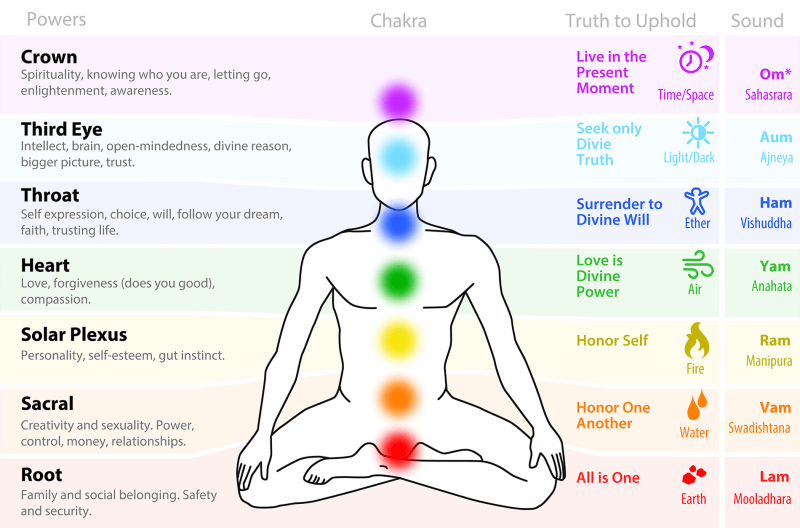 Powers
Chakra
Truth to Uphold
Sound
Crown
Spirituality, knowing who you are, letting go,
enlightenment, awareness.
Live in the
Present
Moment
Time/Space
Om*
Sahasrara
Third Eye
Intellect, brain, open-mindedness, divine reason,
bigger picture, trust.
Seek only
Divie
Truth
Light/Dark
Aum
Ajneya
Throat
Self expression, choice, will, follow your dream,
faith, trusting life.
Surrender to
Divine Will
Ether
Ham
Vishuddha
Heart
Love, forgiveness (does you good),
compassion.
Love is
Divine
Power
Air
Yam
Anahata
Solar Plexus
Personality, self-esteem, gut instinct.
Honor Self
Fire
Ram
Manipura
Sacral
Creativity and sexuality. Power,
control, money, relationships.
Honor One
Another
Water
Vam
Swadishtana
Root
Family and social belonging. Safety
and security.
All is One
Earth
Lam
Mooladhara